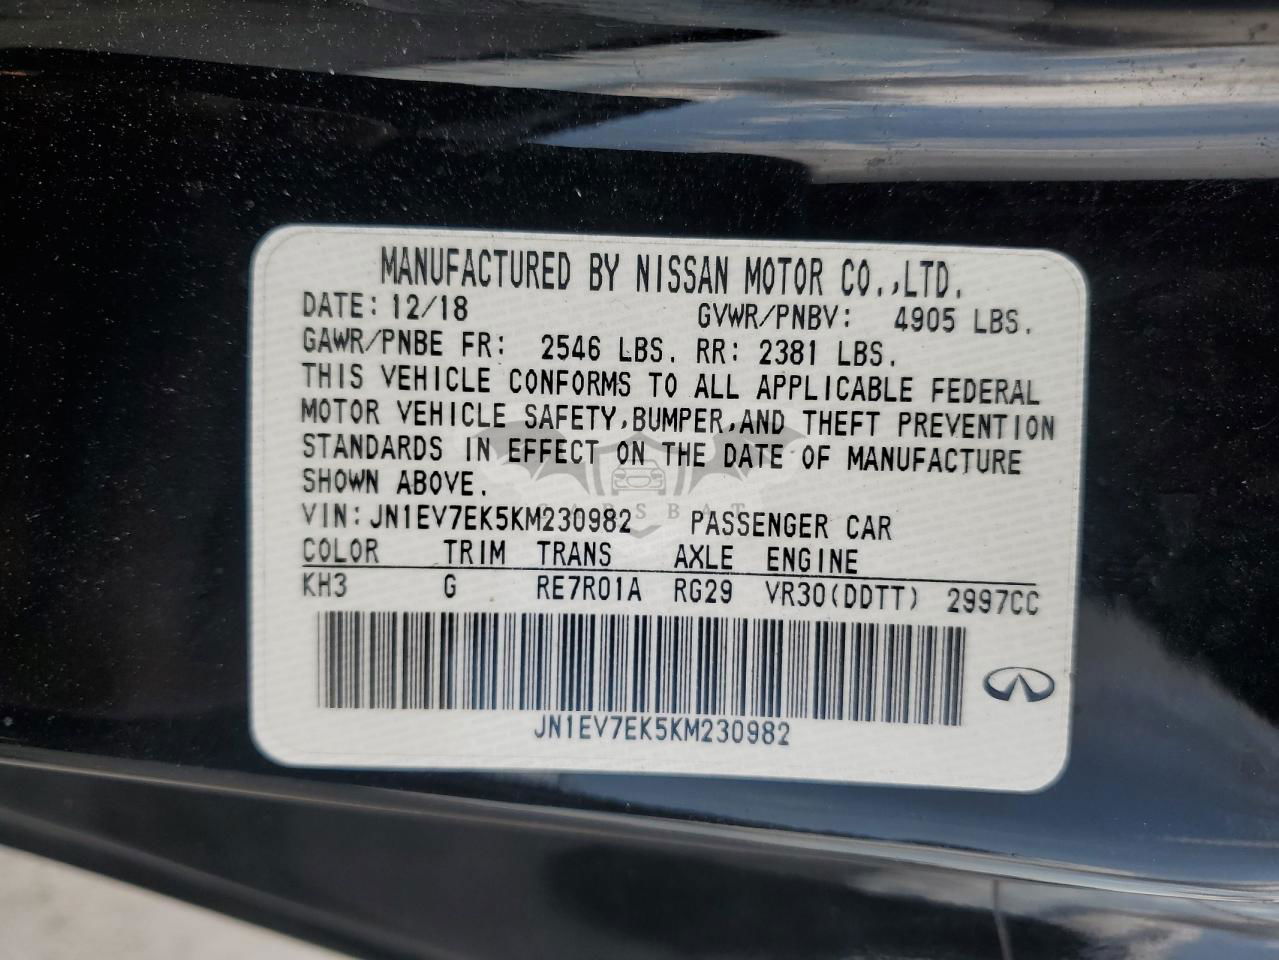 MANUFACTURED BY NISSAN MOTOR CO.,LTD.
DATE: 12/18 GVWR/PNBV: 4905 LBS.
GAWR/PNBE FR: 2546 LBS. RR: 2381 LBS.
THIS VEHICLE CONFORMS TO ALL APPLICABLE FEDERAL
MOTOR VEHICLE SAFETY,BUMPER,AND THEFT PREVENTION
STANDARDS IN EFFECT ON THE DATE OF MANUFACTURE
SHOWN ABOVE.
CARSBAT
VIN: JN1EV7EK5KM230982 PASSENGER CAR
COLOR TRIM TRANS AXLE ENGINE
KH3 G RE7R01A RG29 VR30(DDTT) 2997CC
JN1EV7EK5KM230982